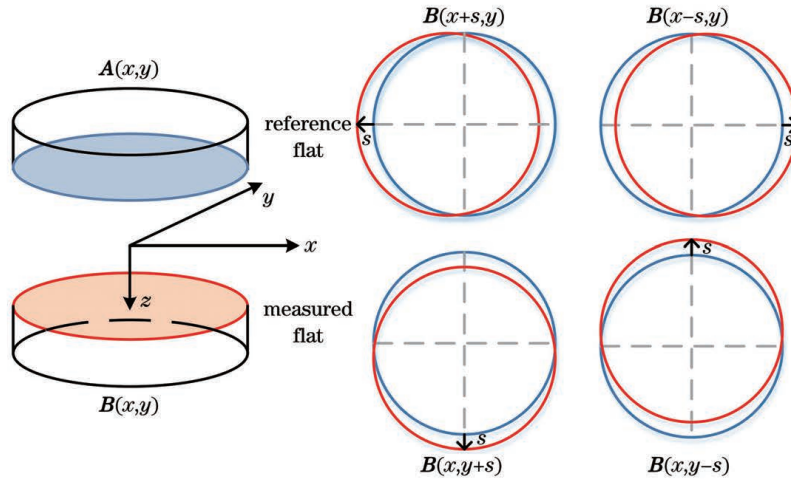 A(x,y)
reference
flat
y
x
z
measured
flat
B(x,y)
B(x+s,y)
s
B(x−s,y)
s
s
B(x,y+s)
s
B(x,y−s)